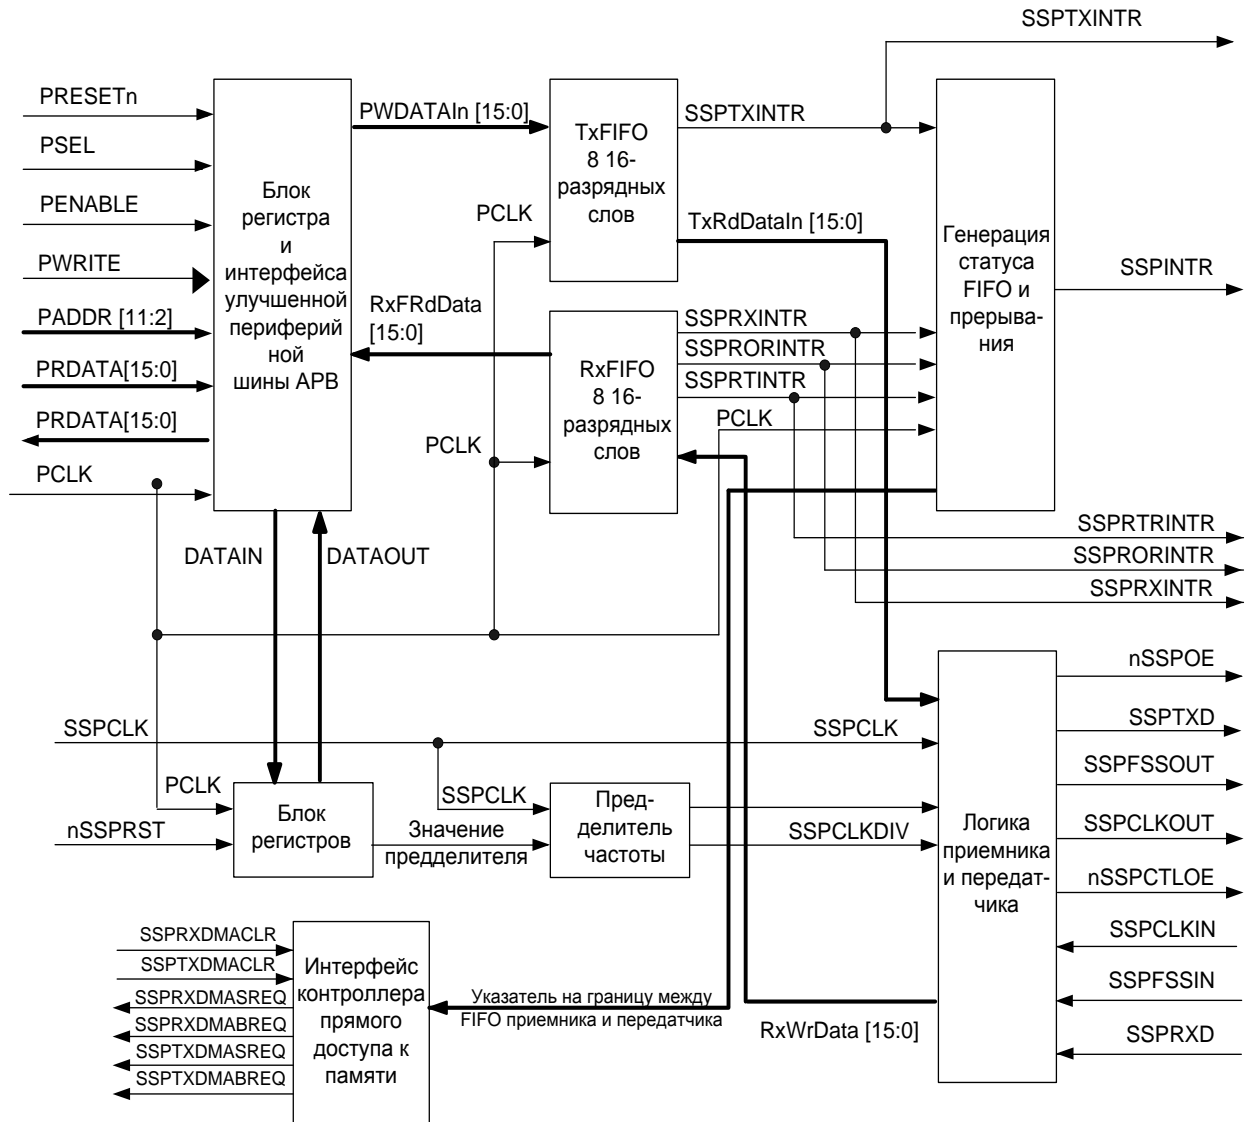 SSPTXINTR
PRESETn
PSEL
PENABLE
PWRITE
PADDR [11:2]
PRDATA[15:0]
PRDATA[15:0]
PCLK
Блок
регистра
и
интерфейса
улучшенной
периферий
ной
шины APB
PWDATAIn [15:0]
PCLK
RxFRdData
[15:0]
PCLK
TxFIFO
8 16-
разрядных
слов
RxFIFO
8 16-
разрядных
слов
SSPTXINTR
TxRdDataIn [15:0]
SSPRXINTR
SSPRORINTR
SSPRTINTR
PCLK
Генерация
статуса
FIFO и
прерыва-
ния
SSPINTR
SSPRTRINTR
SSPRORINTR
SSPRXINTR
DATAIN
DATAOUT
SSPCLK
SSPCLK
PCLK
nSSPRST
Блок
регистров
SSPCLK
Значение
предделителя
Пред-
делитель
частоты
SSPCLKDIV
Логика
приемника
и передат-
чика
nSSPOE
SSPTXD
SSPFSSOUT
SSPCLKOUT
nSSPCTLOE
SSPCLKIN
SSPFSSIN
SSPRXD
SSPRXDMACLR
SSPTXDMACLR
SSPRXDMASREQ
SSPRXDMABREQ
SSPTXDMASREQ
SSPTXDMABREQ
Интерфейс
контроллера
прямого
доступа к
памяти
Указатель на границу между
FIFO приемника и передатчика
RxWrData [15:0]